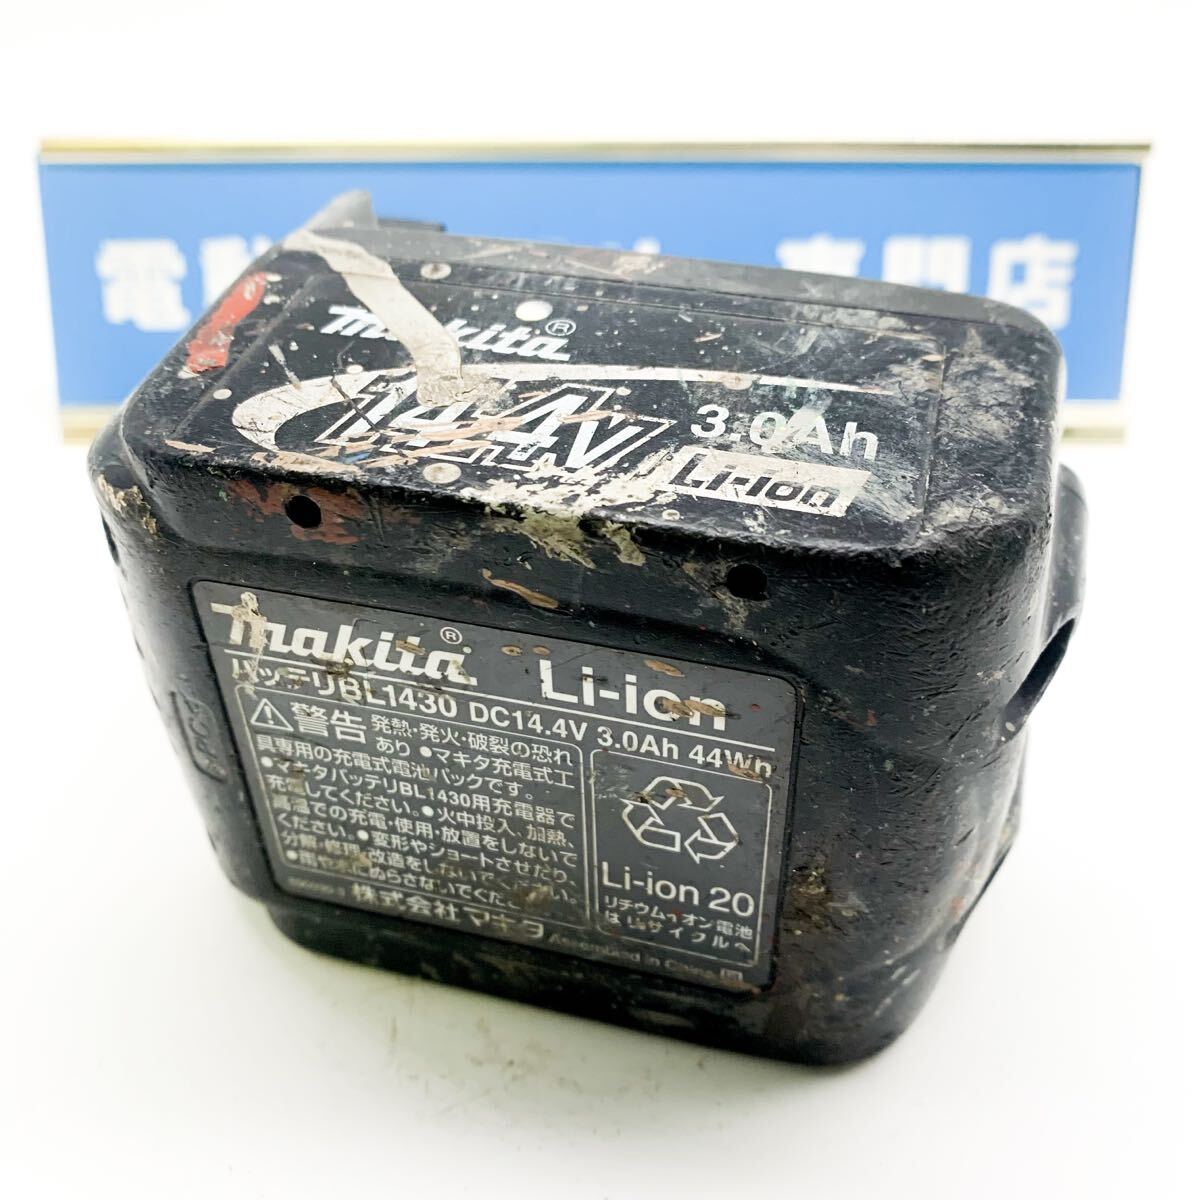 電 専門店
makita®
14.4V
3.0Ah
Li-ion
makita® Li-ion
バッテリBL1430 DC14.4V 3.0Ah 44Wh
⚠警告 発熱・発火・破裂の恐れ
あり ●マキタ充電式工
具専用の充電式電池パックです。
●マキタバッテリBL1430用充電器で
充電してください。●火中投入、加熱、
高温での充電・使用・放置をしないで
ください。●変形やショートさせたり、
分解・修理・改造をしないでください。
●雨や水にぬらさないでください。
株式会社マキタ Assembled in China
Li-ion 20
リチウムイオン電池
はリサイクルへ
>PC<